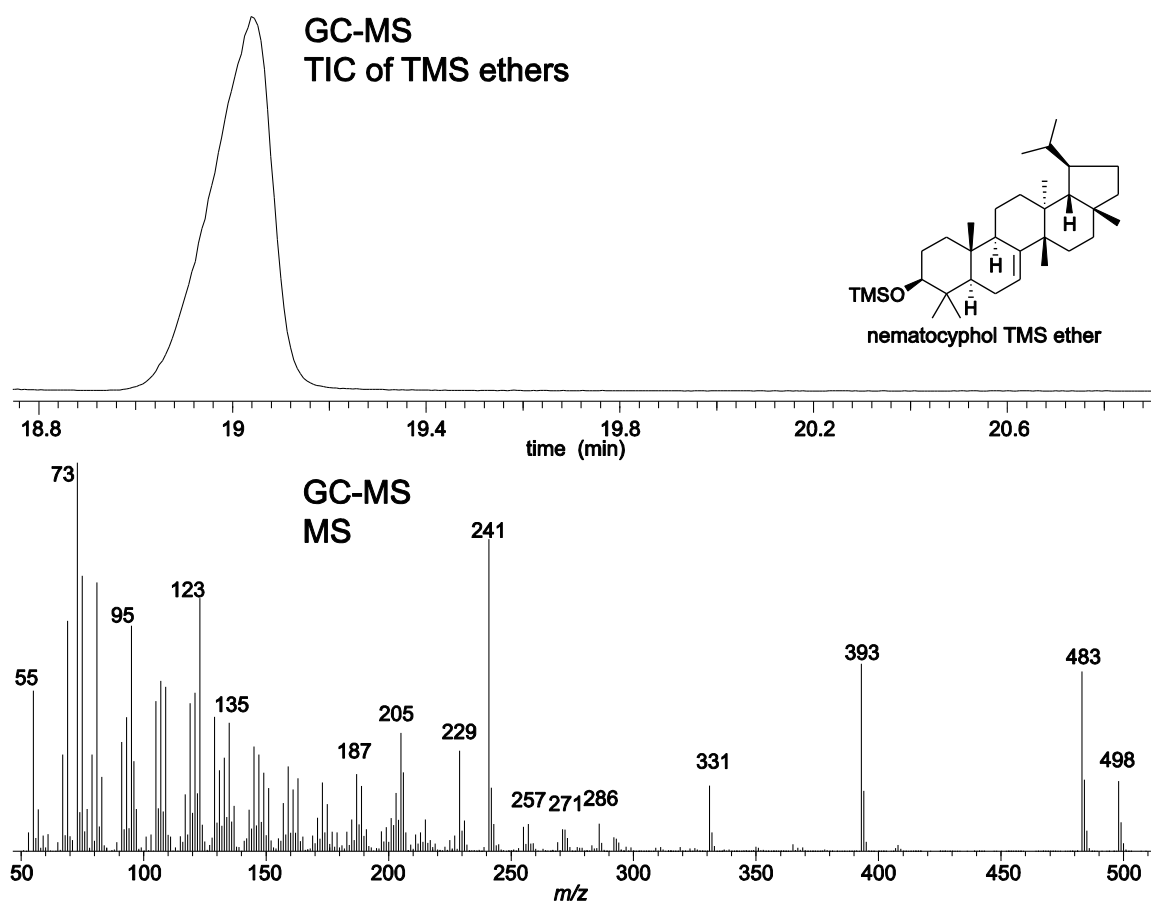 GC-MS
TIC of TMS ethers
H
H
TMSO
H
nematocyphol TMS ether
18.8 19 19.4 19.8 20.2 20.6
time (min)
GC-MS
MS
73
241
123
95
393
483
55
135
205
229
187
498
331
257 271 286
50 100 150 200 250 300 350 400 450 500
m/z